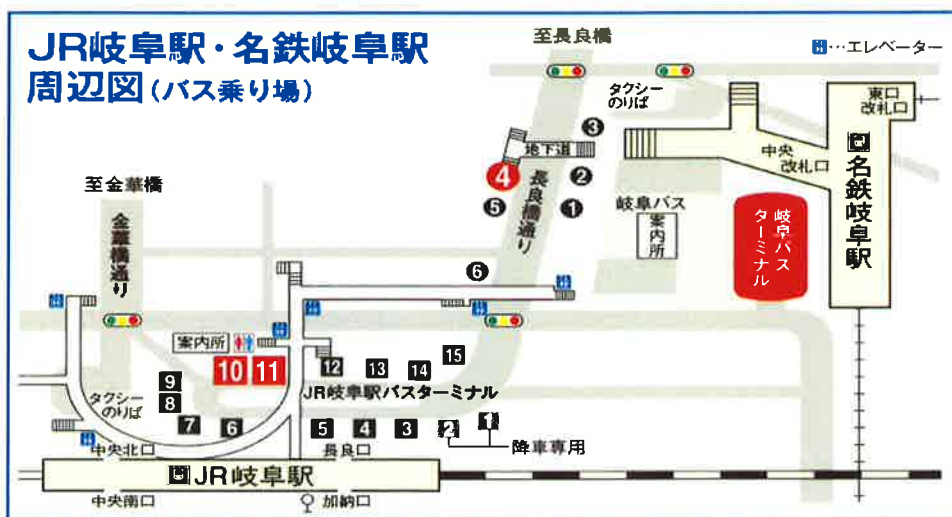 JR岐阜駅・名鉄岐阜駅
周辺図(バス乗り場)
至長良橋
…エレベーター
タクシー
のりば
東口
改札口
3
地下道
中央
改札口
名鉄岐阜駅
4
2
至金華橋
5
1
長良橋通り
岐阜バス
案内所
岐阜バス
ターミナル
金華橋通り
6
案内所
10
11
12
13
14
15
9
8
JR岐阜駅バスターミナル
タクシー
のりば
7
6
5
4
3
2
1
降車専用
中央北口
長良口
JR岐阜駅
中央南口
加納口